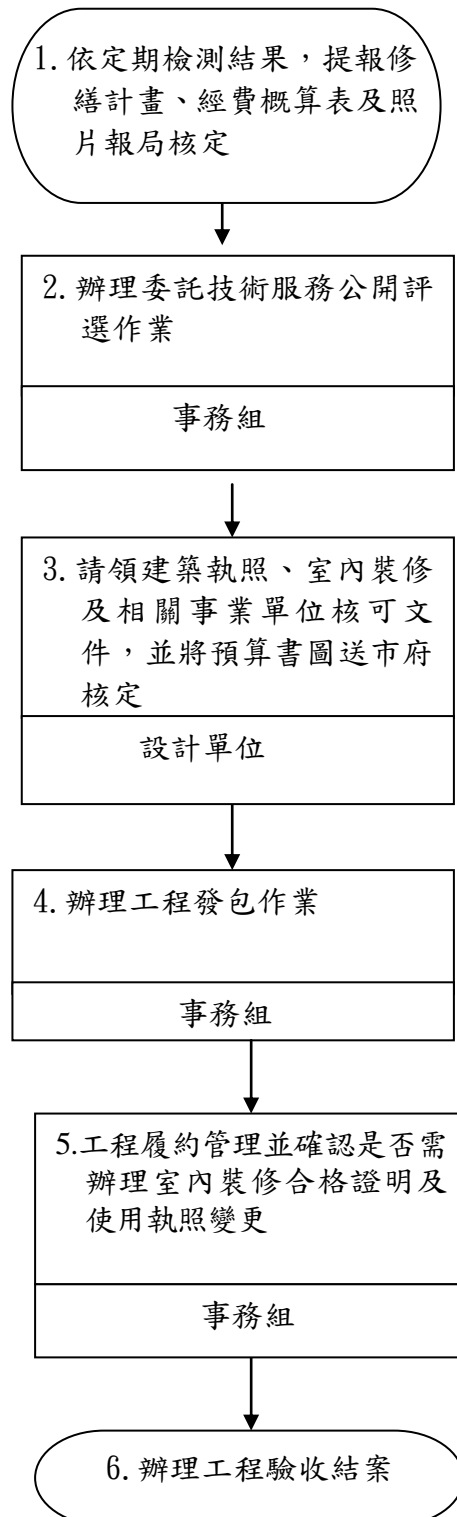 1. 依定期檢測結果，提報修
繕計畫、經費概算表及照
片報局核定
2. 辦理委託技術服務公開評
選作業
事務組
3. 請領建築執照、室內裝修
及相關事業單位核可文
件，並將預算書圖送市府
核定
設計單位
4. 辦理工程發包作業
事務組
5.工程履約管理並確認是否需
辦理室內裝修合格證明及
使用執照變更
事務組
6. 辦理工程驗收結案